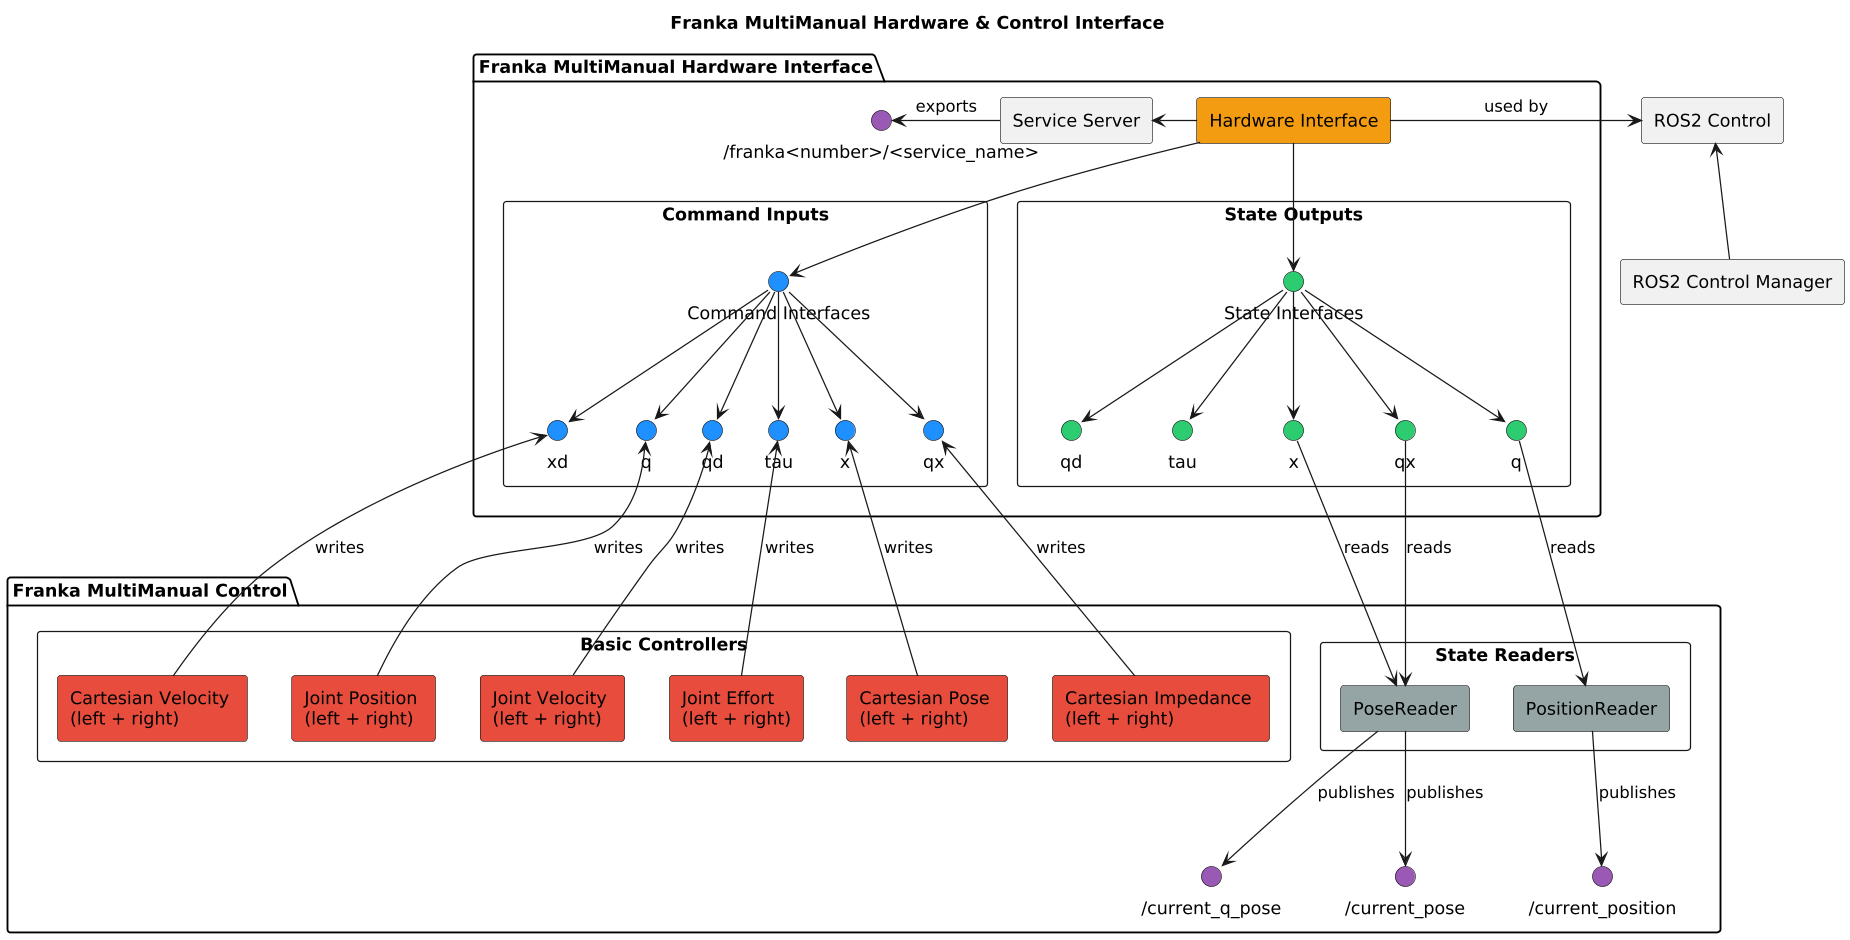 Franka MultiManual Hardware & Control Interface
Franka MultiManual Hardware Interface
exports
Service Server
Hardware Interface
used by
ROS2 Control
/franka<number>/<service_name>
Command Inputs
State Outputs
ROS2 Control Manager
Command Interfaces
State Interfaces
xd
q
qd
tau
x
qx
qd
tau
x
qx
q
writes
writes
writes
writes
writes
writes
reads
reads
reads
Franka MultiManual Control
Basic Controllers
State Readers
Cartesian Velocity
(left + right)
Joint Position
(left + right)
Joint Velocity
(left + right)
Joint Effort
(left + right)
Cartesian Pose
(left + right)
Cartesian Impedance
(left + right)
PoseReader
PositionReader
publishes
publishes
publishes
/current_q_pose
/current_pose
/current_position